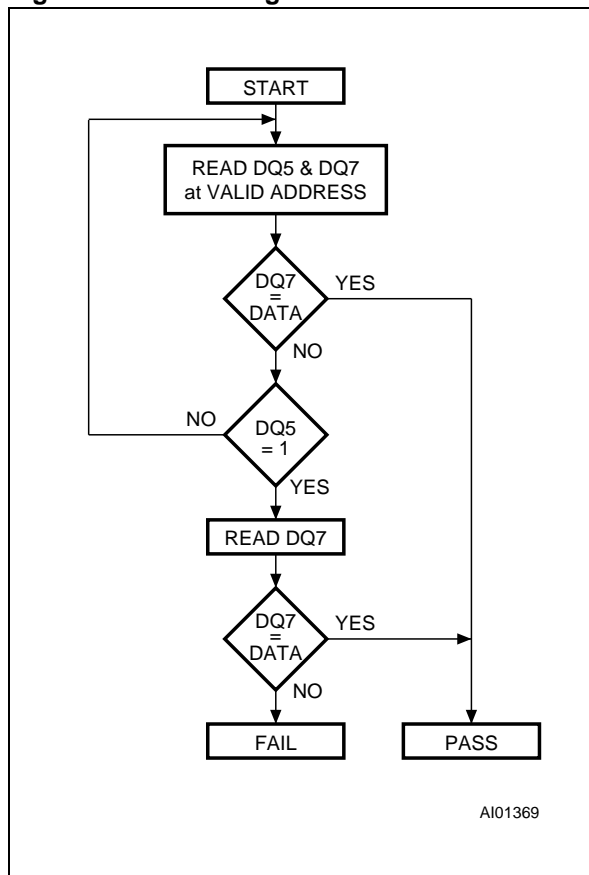 START
READ DQ5 & DQ7
at VALID ADDRESS
DQ7
=
DATA
YES
NO
DQ5
= 1
NO
YES
READ DQ7
DQ7
=
DATA
YES
NO
FAIL
PASS
AI01369